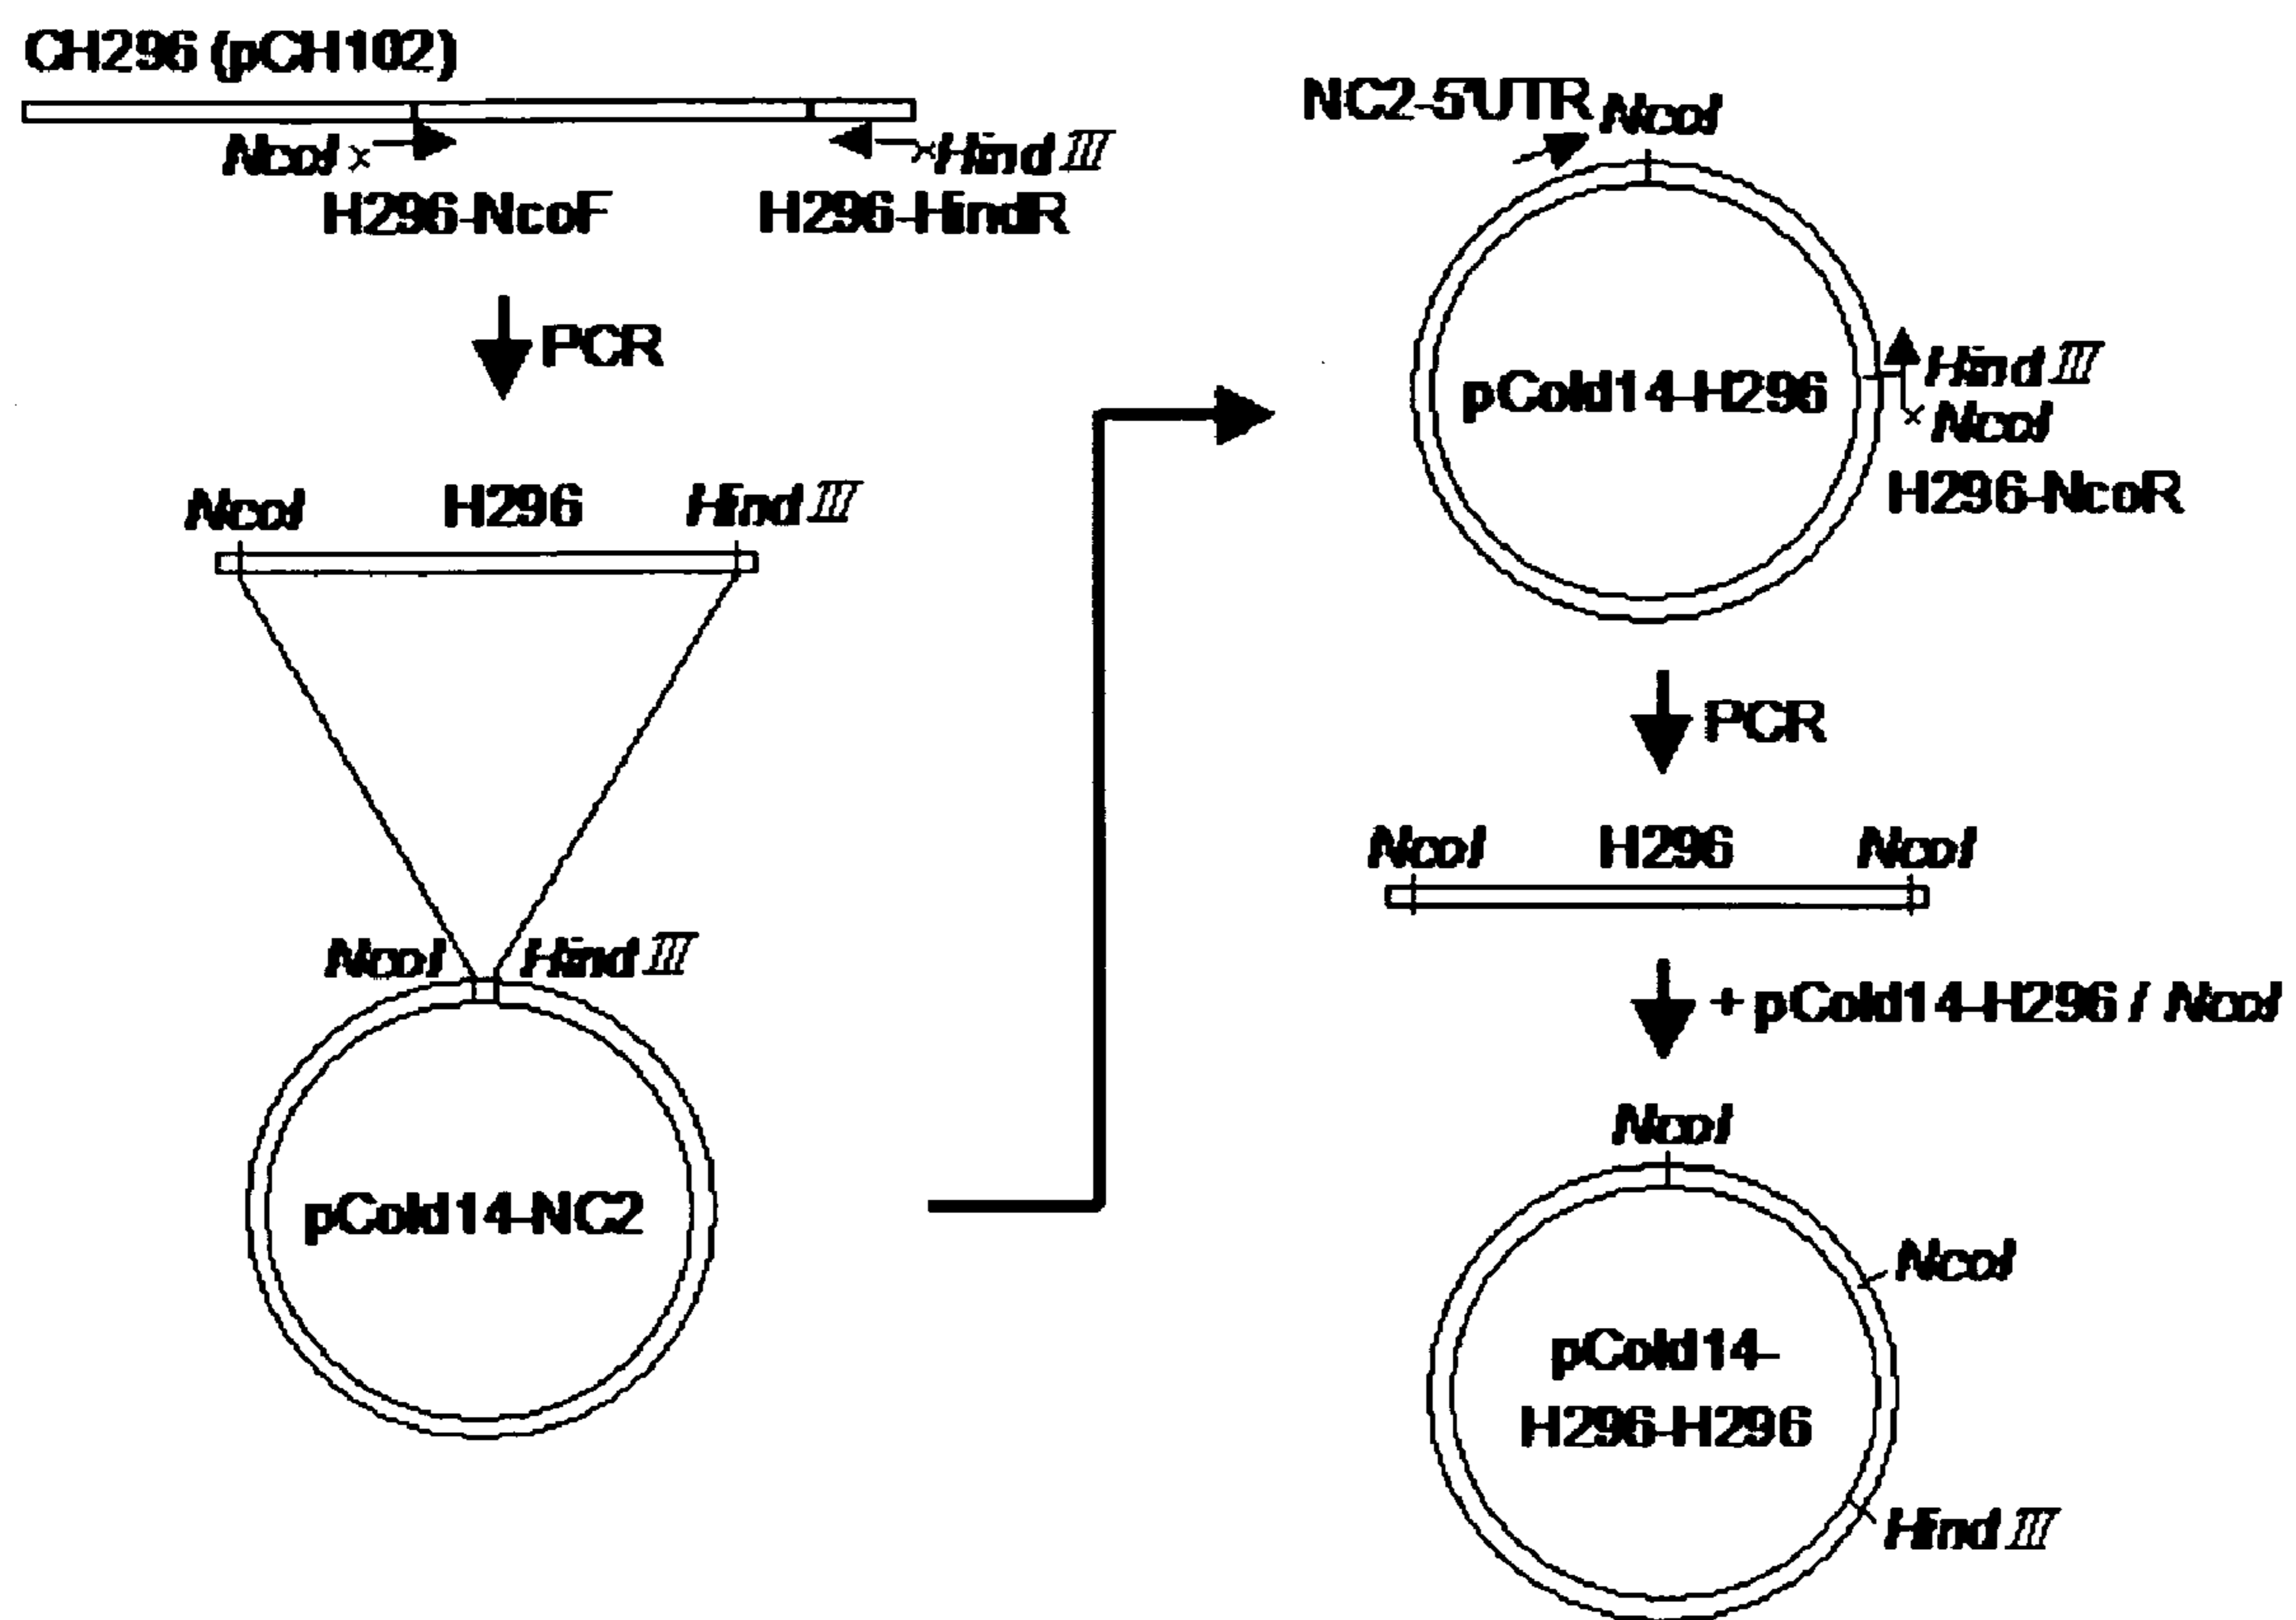 CH296 (pCH102)
NcoI
HindIII
H296-NcoF
H296-HindR
PCR
NcoI
H296
HindIII
NcoI
HindIII
pCold14-NC2
NC2-5'UTR
NcoI
pCold14-H296
HindIII
NcoI
H296-NcoR
PCR
NcoI
H296
NcoI
+ pCold14-H296 / NcoI
NcoI
NcoI
pCold14-
H296-H296
HindIII